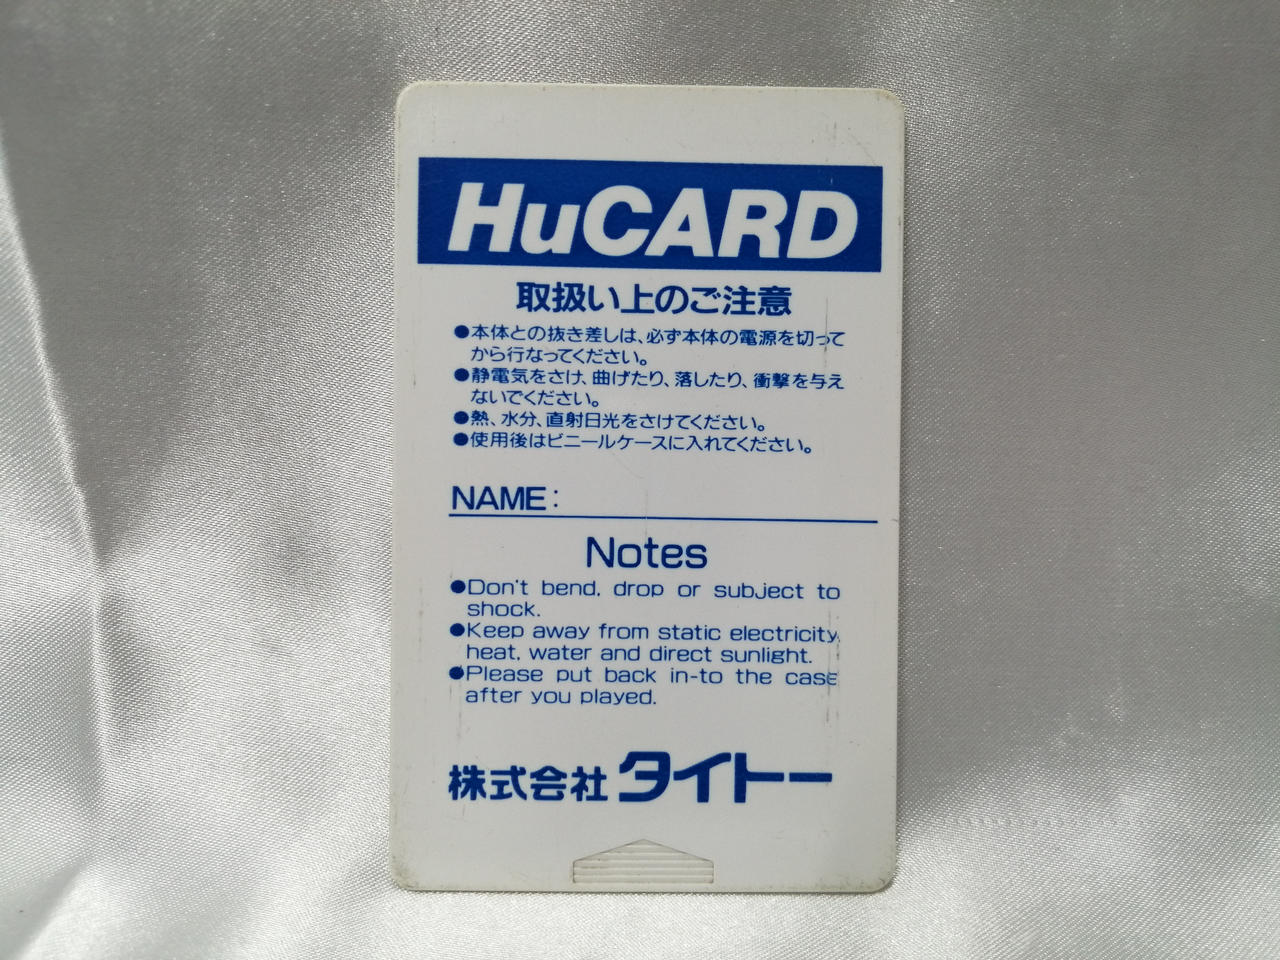 HuCARD
取扱い上のご注意
●本体との抜き差しは、必ず本体の電源を切って
から行なってください。
●静電気をさけ、曲げたり、落したり、衝撃を与え
ないでください。
●熱、水分、直射日光をさけてください。
●使用後はビニールケースに入れてください。
NAME:
Notes
●Don't bend, drop or subject to
shock.
●Keep away from static electricity,
heat, water and direct sunlight.
●Please put back in-to the case
after you played.
株式会社タイトー